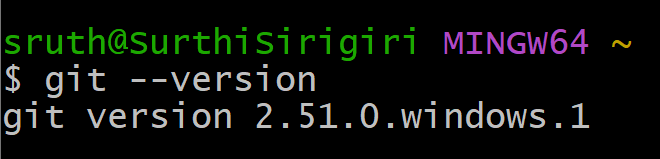 sruth@SurthiSirigiri MINGW64 ~
$ git --version
git version 2.51.0.windows.1